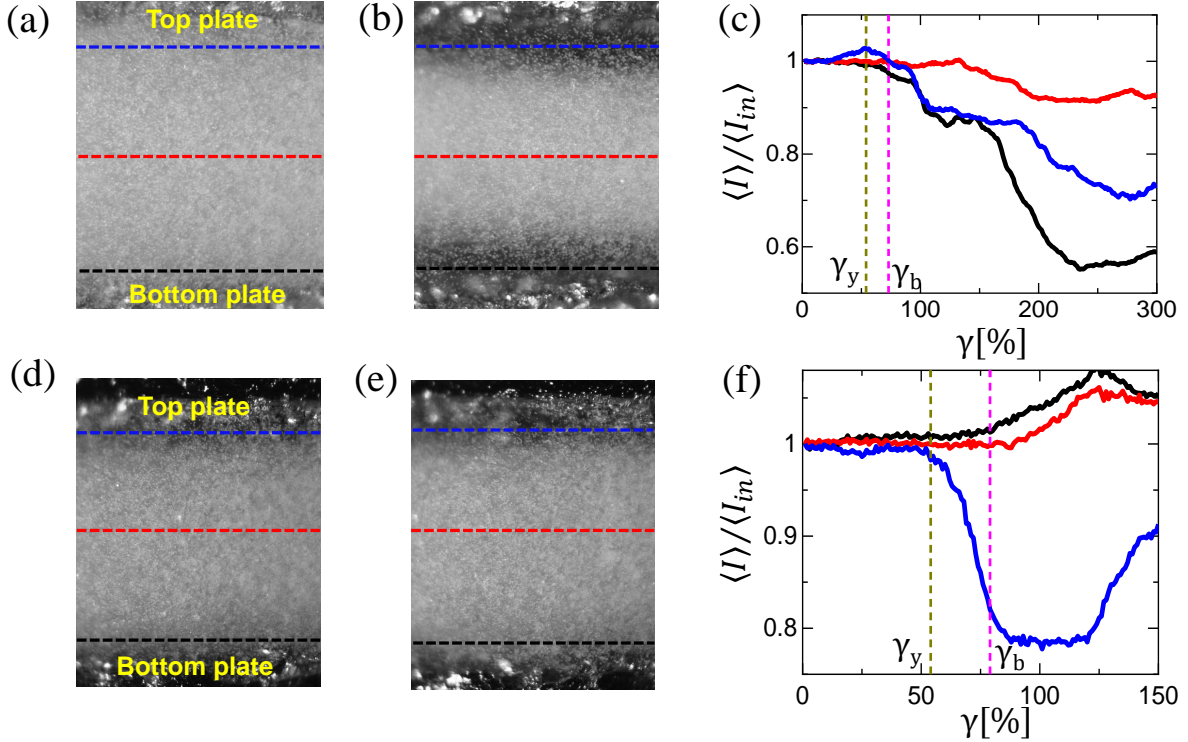 (a)
Top plate
Bottom plate
(b)
(c)
⟨I⟩/⟨I_in⟩
1
0.8
0.6
γ_y
γ_b
0
100
200
300
γ[%]
(d)
Top plate
Bottom plate
(e)
(f)
⟨I⟩/⟨I_in⟩
1
0.9
0.8
γ_y
γ_b
0
50
100
150
γ[%]